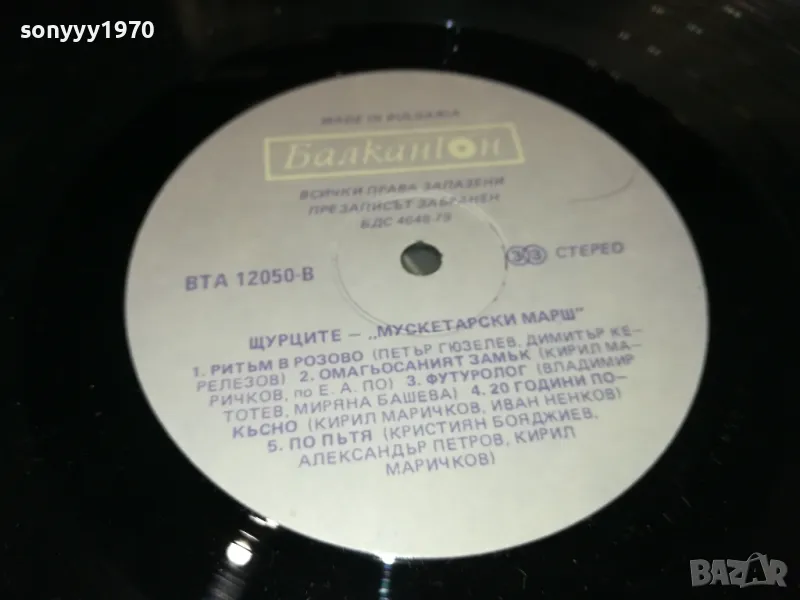 sonyyy1970
MADE IN BULGARIA
Балкантон
ВСИЧКИ ПРАВА ЗАПАЗЕНИ
ПРЕЗАПИСЪТ ЗАБРАНЕН
БДС 4648-79
ВТА 12050-В
33 СТЕРЕО
ЩУРЦИТЕ – „МУСКЕТАРСКИ МАРШ"
1. РИТЪМ В РОЗОВО (ПЕТЪР ГЮЗЕЛЕВ, ДИМИТЪР КЕ-
РЕЛЕЗОВ) 2. ОМАГЬОСАНИЯТ ЗАМЪК (КИРИЛ МА-
РИЧКОВ, по Е. А. ПО) 3. ФУТУРОЛОГ (ВЛАДИМИР
ТОТЕВ, МИРЯНА БАШЕВА) 4. 20 ГОДИНИ ПО-
КЪСНО (КИРИЛ МАРИЧКОВ, ИВАН НЕНКОВ)
5. ПО ПЪТЯ (КРИСТИЯН БОЯДЖИЕВ,
АЛЕКСАНДЪР ПЕТРОВ, КИРИЛ
МАРИЧКОВ)
BAZAR